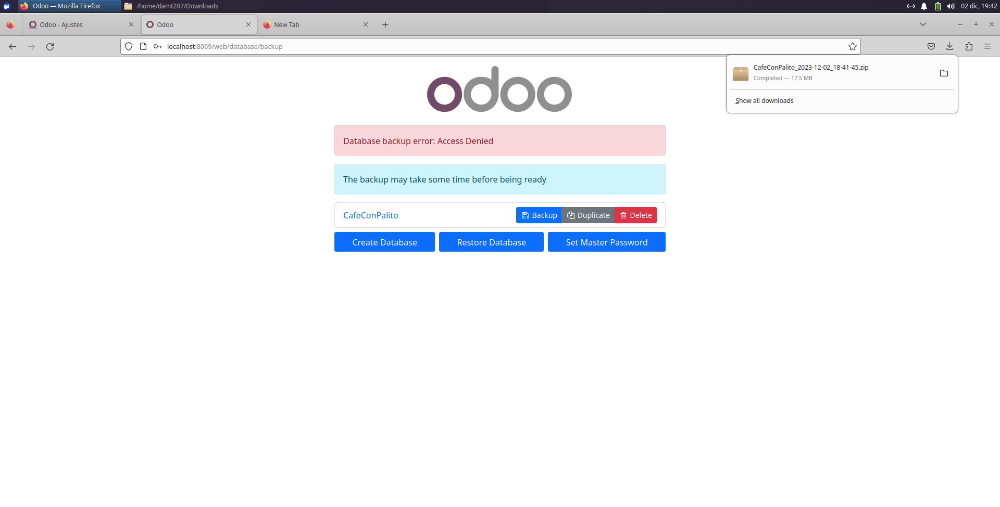 Odoo — Mozilla Firefox
/home/damt207/Downloads
02 dic, 19:42
Odoo - Ajustes
Odoo
New Tab
localhost:8069/web/database/backup
CafeConPalito_2023-12-02_18-41-45.zip
Completed — 17.5 MB
Show all downloads
odoo
Database backup error: Access Denied
The backup may take some time before being ready
CafeConPalito
Backup
Duplicate
Delete
Create Database
Restore Database
Set Master Password